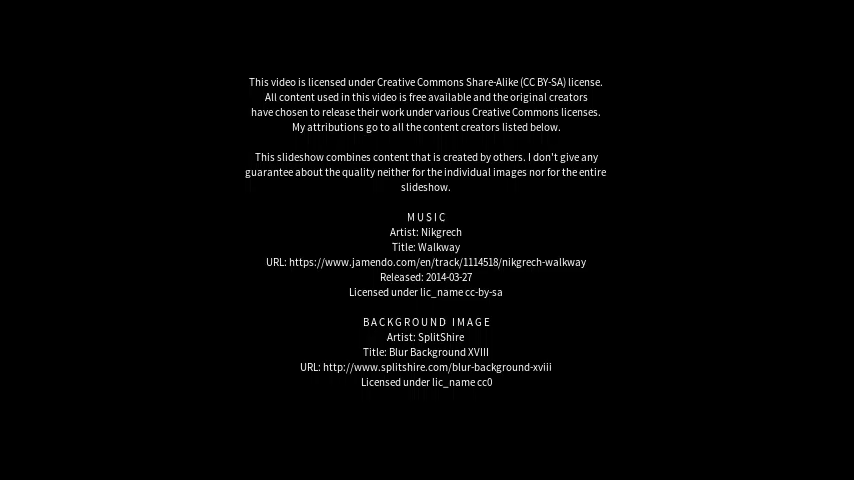 This video is licensed under Creative Commons Share-Alike (CC BY-SA) license.
All content used in this video is free available and the original creators
have chosen to release their work under various Creative Commons licenses.
My attributions go to all the content creators listed below.
This slideshow combines content that is created by others. I don't give any
guarantee about the quality neither for the individual images nor for the entire
slideshow.
MUSIC
Artist: Nikgrech
Title: Walkway
URL: https://www.jamendo.com/en/track/1114518/nikgrech-walkway
Released: 2014-03-27
Licensed under lic_name cc-by-sa
BACKGROUND IMAGE
Artist: SplitShire
Title: Blur Background XVIII
URL: http://www.splitshire.com/blur-background-xviii
Licensed under lic_name cc0